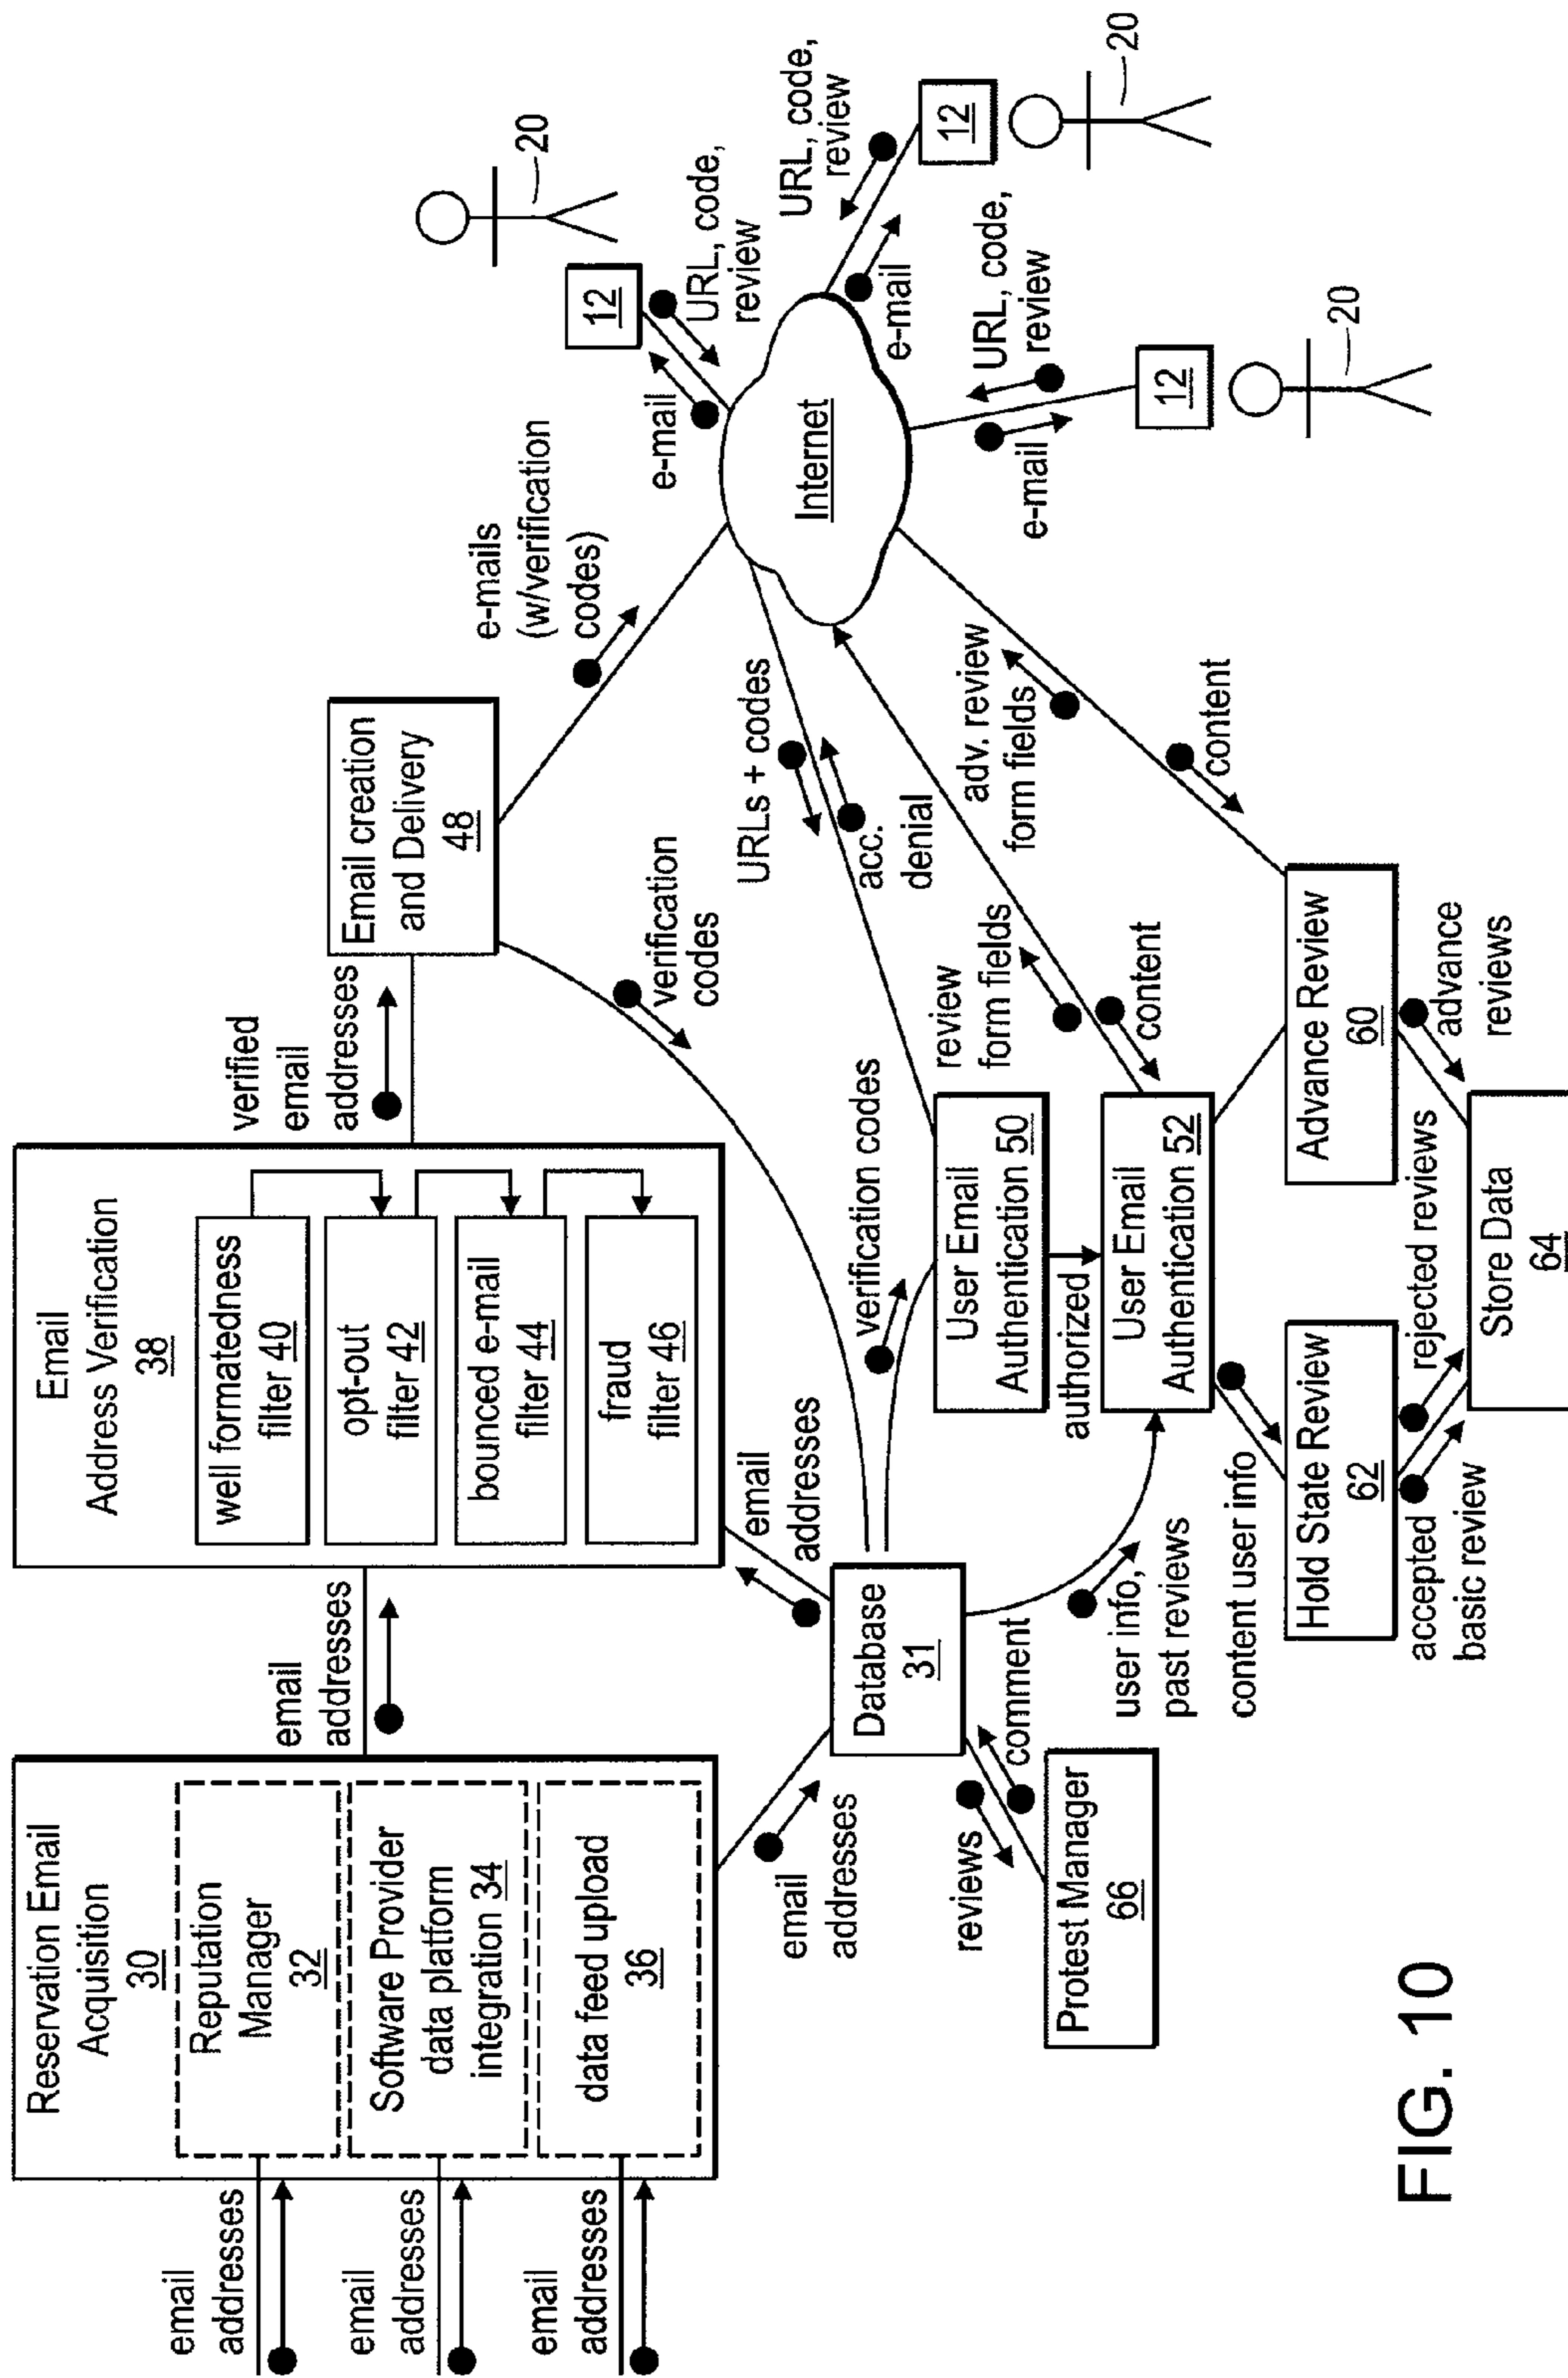 Reservation Email
Acquisition
30
Reputation
Manager
32
Software Provider
data platform
integration 34
data feed upload
36
email
addresses
email
addresses
email
addresses
email
addresses
Email
Address Verification
38
well formatedness
filter 40
opt-out
filter 42
bounced e-mail
filter 44
fraud
filter 46
verified
email
addresses
Email creation
and Delivery
48
e-mails
(w/verification
codes)
verification
codes
email
addresses
email
addresses
Database
31
reviews
comment
Protest Manager
66
user info,
past reviews
verification codes
User Email
Authentication 50
authorized
User Email
Authentication 52
URLs + codes
acc.
denial
review
form fields
content
adv. review
form fields
content
Internet
e-mail
URL, code,
review
12
20
e-mail
URL, code,
review
12
20
e-mail
URL, code,
review
12
20
content user info
Hold State Review
62
accepted
basic review
rejected reviews
Advance Review
60
advance
reviews
Store Data
64
FIG. 10